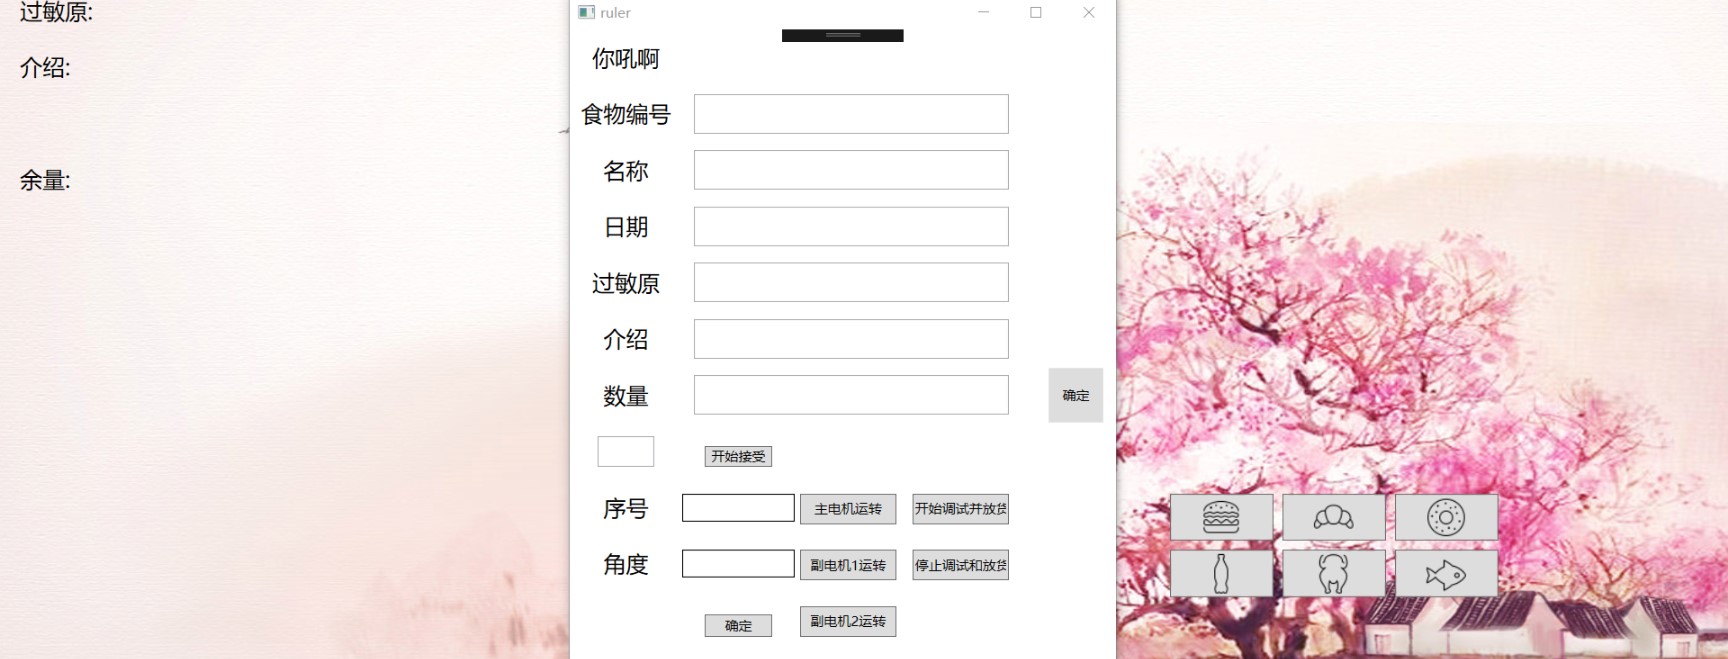 过敏原:
介绍:
余量:
ruler
你吼啊
食物编号
名称
日期
过敏原
介绍
数量
确定
开始接受
序号
主电机运转
开始调试并放货
角度
副电机1运转
停止调试和放货
确定
副电机2运转